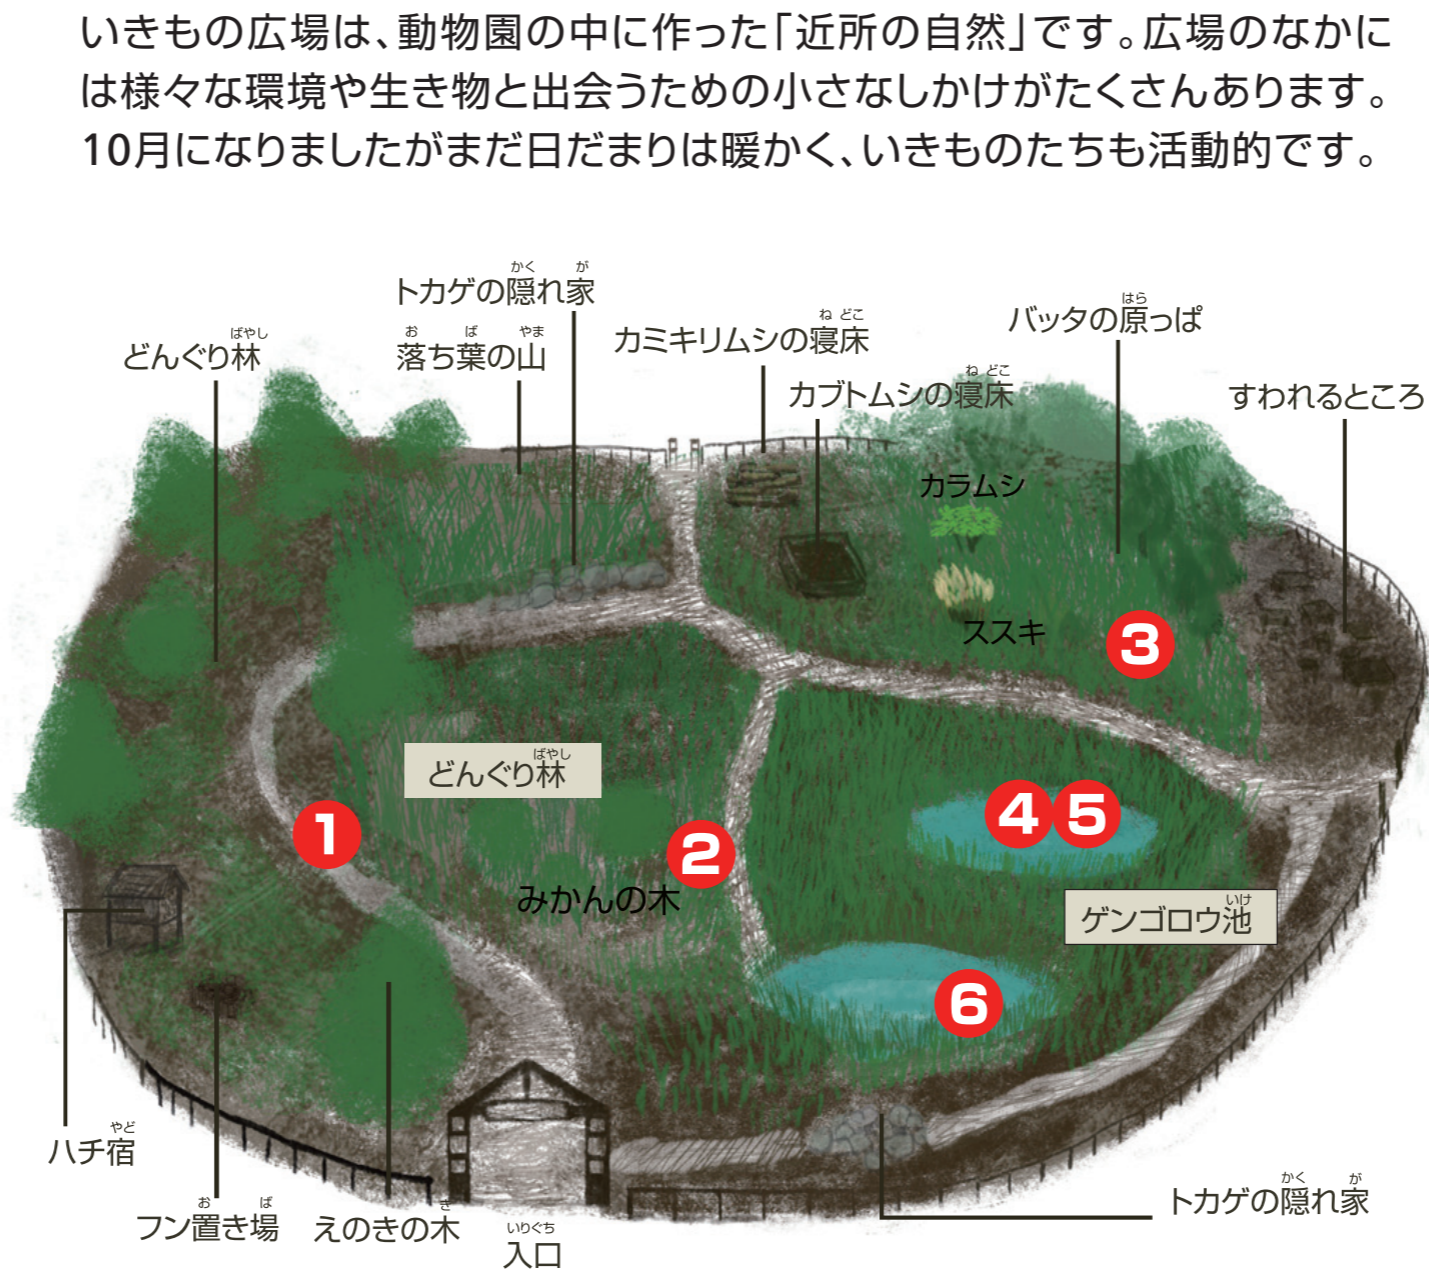 いきもの広場は、動物園の中に作った「近所の自然」です。広場のなかに
は様々な環境や生き物と出会うための小さなしかけがたくさんあります。
10月になりましたがまだ日だまりは暖かく、いきものたちも活動的です。
かく が
トカゲの隠れ家
はら
バッタの原っぱ
ね どこ
カミキリムシの寝床
ばやし
どんぐり林
お ば やま
落ち葉の山
ね どこ
カブトムシの寝床
すわれるところ
カラムシ
ススキ
3
ばやし
どんぐり林
1
4 5
2
みかんの木
いけ
ゲンゴロウ池
6
やど
ハチ宿
かく が
トカゲの隠れ家
お ば
フン置き場
き
えのきの木
いりぐち
入口